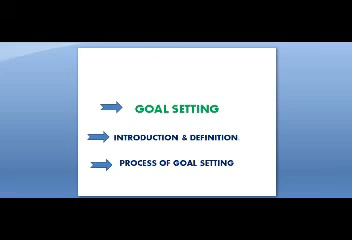 GOAL SETTING
INTRODUCTION & DEFINITION.
PROCESS OF GOAL SETTING